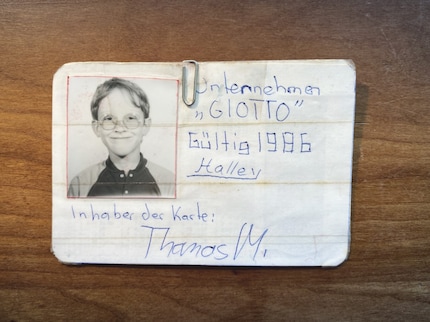 Unternehmen
„GIOTTO”
Gültig 1986
Halley
Inhaber der Karte:
Thomas M.